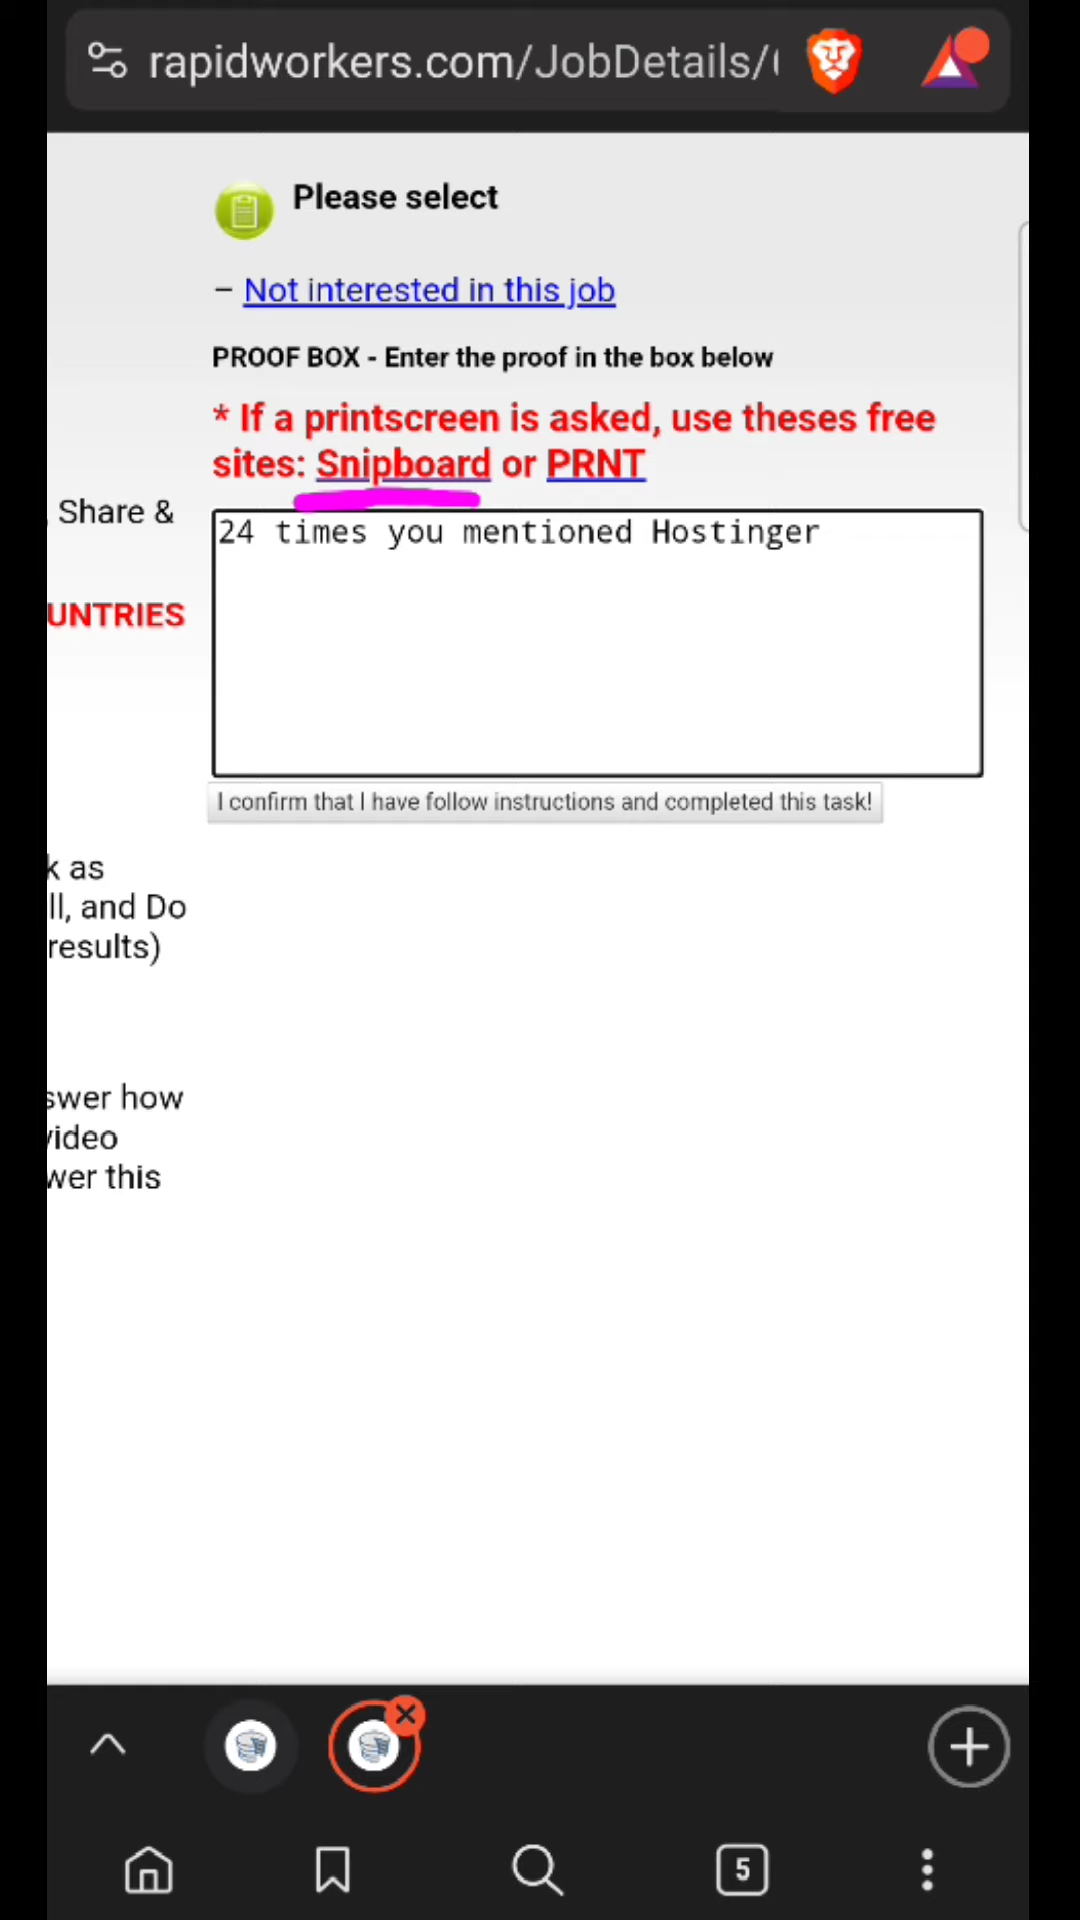 rapidworkers.com/JobDetails/
Please select
– Not interested in this job
PROOF BOX - Enter the proof in the box below
* If a printscreen is asked, use theses free
sites: Snipboard or PRNT
Share &
24 times you mentioned Hostinger
UNTRIES
I confirm that I have follow instructions and completed this task!
k as
ll, and Do
results)
swer how
video
wer this
5